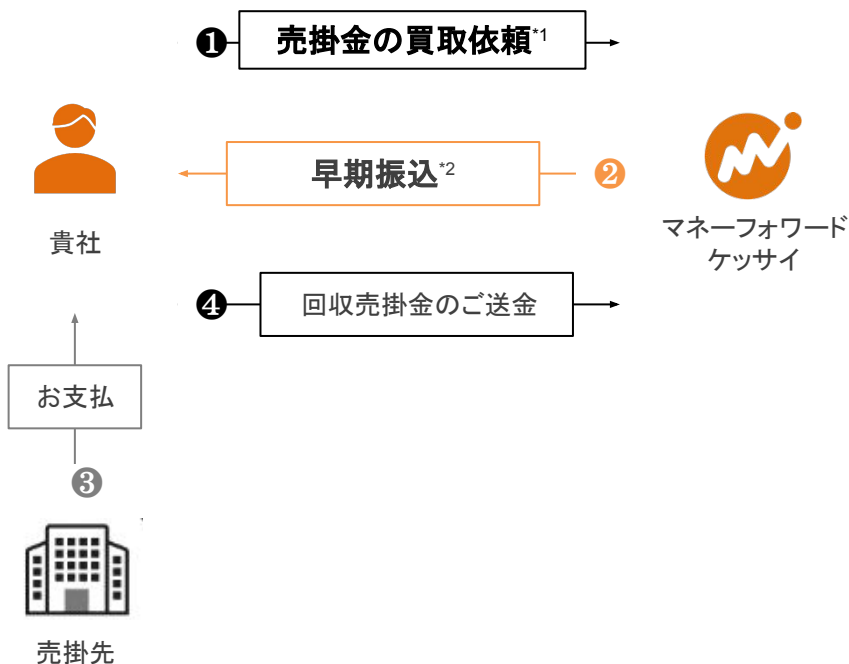 ❶ 売掛金の買取依頼*1
早期振込*2 ❷
貴社
マネーフォワード
ケッサイ
❹ 回収売掛金のご送金
お支払
❸
売掛先